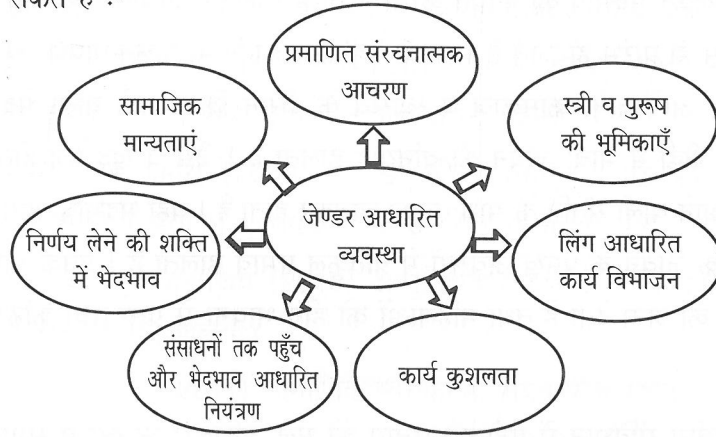 सकते हैं :
प्रमाणित संरचनात्मक
आचरण
सामाजिक
मान्यताएं
स्त्री व पुरूष
की भूमिकाएँ
जेण्डर आधारित
व्यवस्था
निर्णय लेने की शक्ति
में भेदभाव
लिंग आधारित
कार्य विभाजन
संसाधनों तक पहुँच
और भेदभाव आधारित
नियंत्रण
कार्य कुशलता